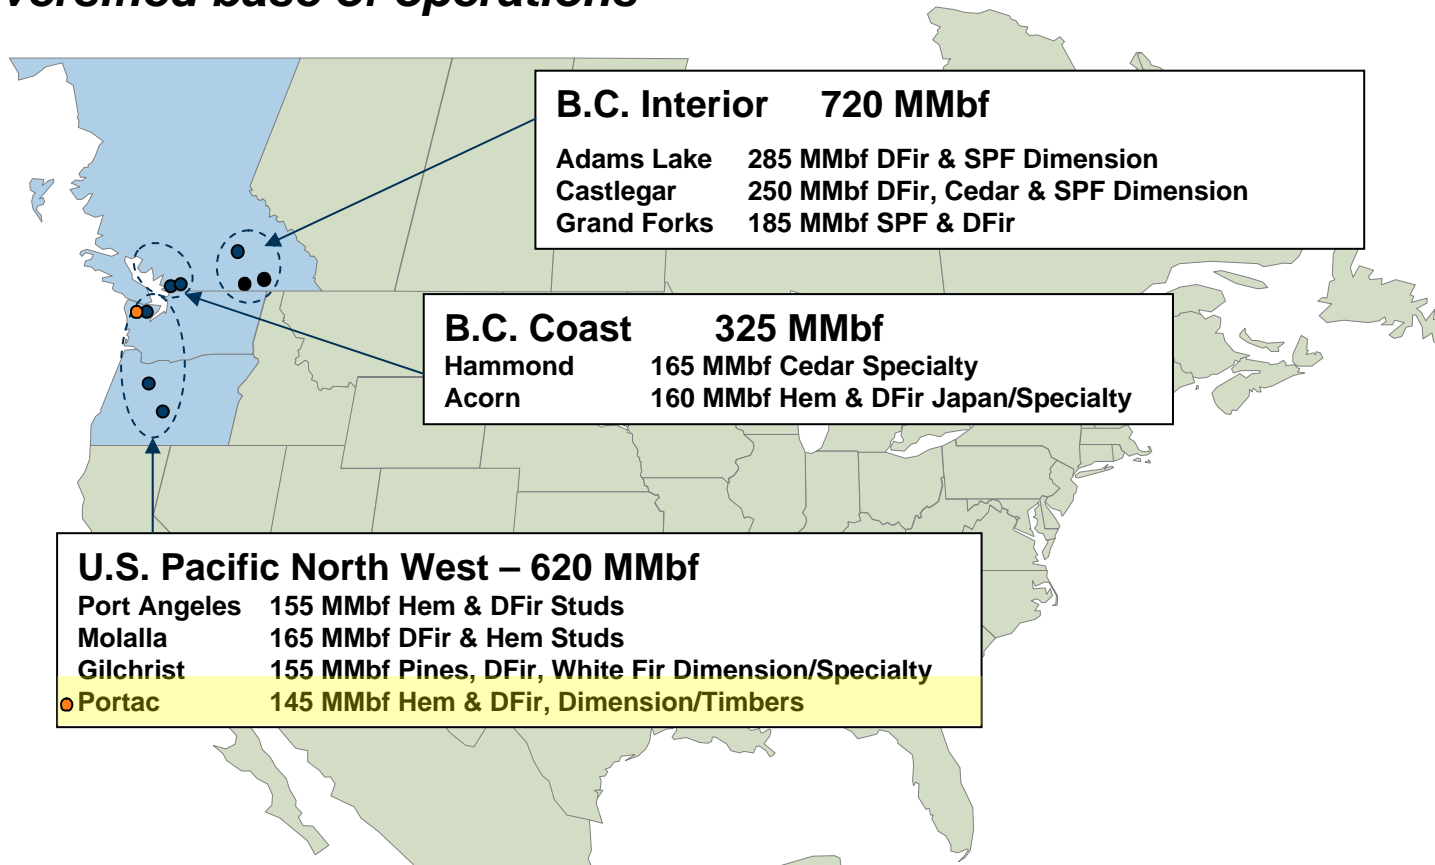 operations
B.C. Interior 720 MMbf
Adams Lake 285 MMbf DFir & SPF Dimension
Castlegar 250 MMbf DFir, Cedar & SPF Dimension
Grand Forks 185 MMbf SPF & DFir
B.C. Coast 325 MMbf
Hammond 165 MMbf Cedar Specialty
Acorn 160 MMbf Hem & DFir Japan/Specialty
U.S. Pacific North West – 620 MMbf
Port Angeles 155 MMbf Hem & DFir Studs
Molalla 165 MMbf DFir & Hem Studs
Gilchrist 155 MMbf Pines, DFir, White Fir Dimension/Specialty
Portac 145 MMbf Hem & DFir, Dimension/Timbers